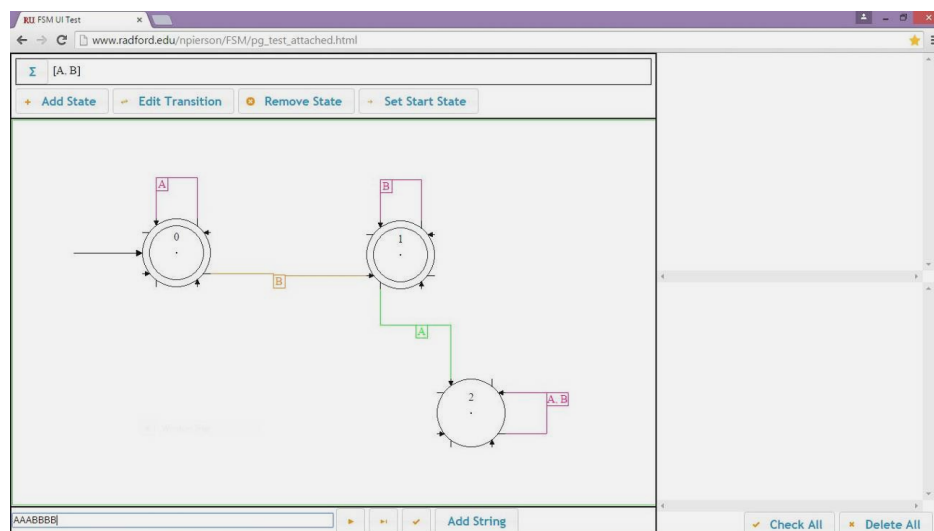 RU FSM UI Test
www.radford.edu/npierson/FSM/pg_test_attached.html
Σ [A. B]
Add State Edit Transition Remove State Set Start State
A B
0 1
B
A
2 A. B
AAABBBB Add String
Check All Delete All